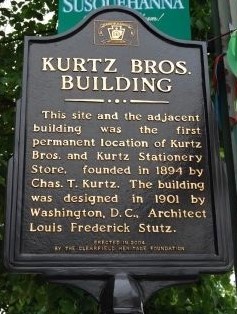 SUSQUEHANNA
KURTZ BROS.
BUILDING
This site and the adjacent
building was the first
permanent location of Kurtz
Bros. and Kurtz Stationery
Store, founded in 1894 by
Chas. T. Kurtz. The building
was designed in 1901 by
Washington, D.C., Architect
Louis Frederick Stutz.
ERECTED IN 2004
BY THE CLEARFIELD HERITAGE FOUNDATION